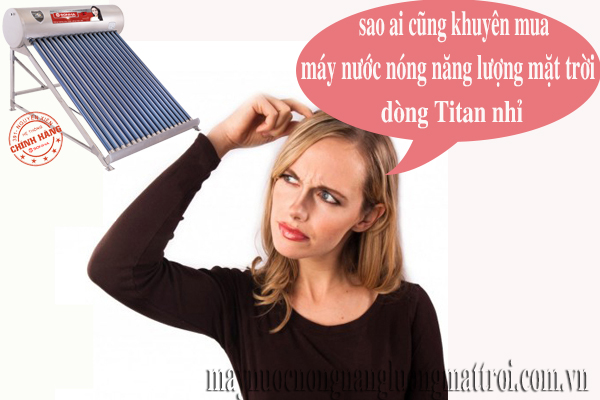 sao ai cũng khuyên mua
máy nước nóng năng lượng mặt trời
dòng Titan nhỉ
CHÍNH HÃNG
maynuocnongnangluongmattroi.com.vn